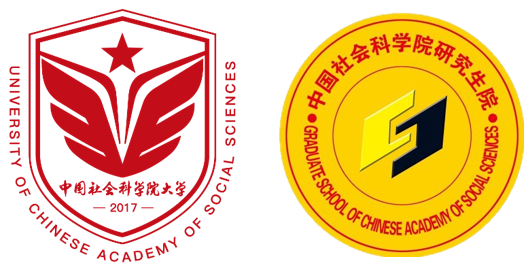 UNIVERSITY OF CHINESE ACADEMY OF SOCIAL SCIENCES
中国社会科学院大学
— 2017 —
中国社会科学院研究生院
GRADUATE SCHOOL OF CHINESE ACADEMY OF SOCIAL SCIENCES